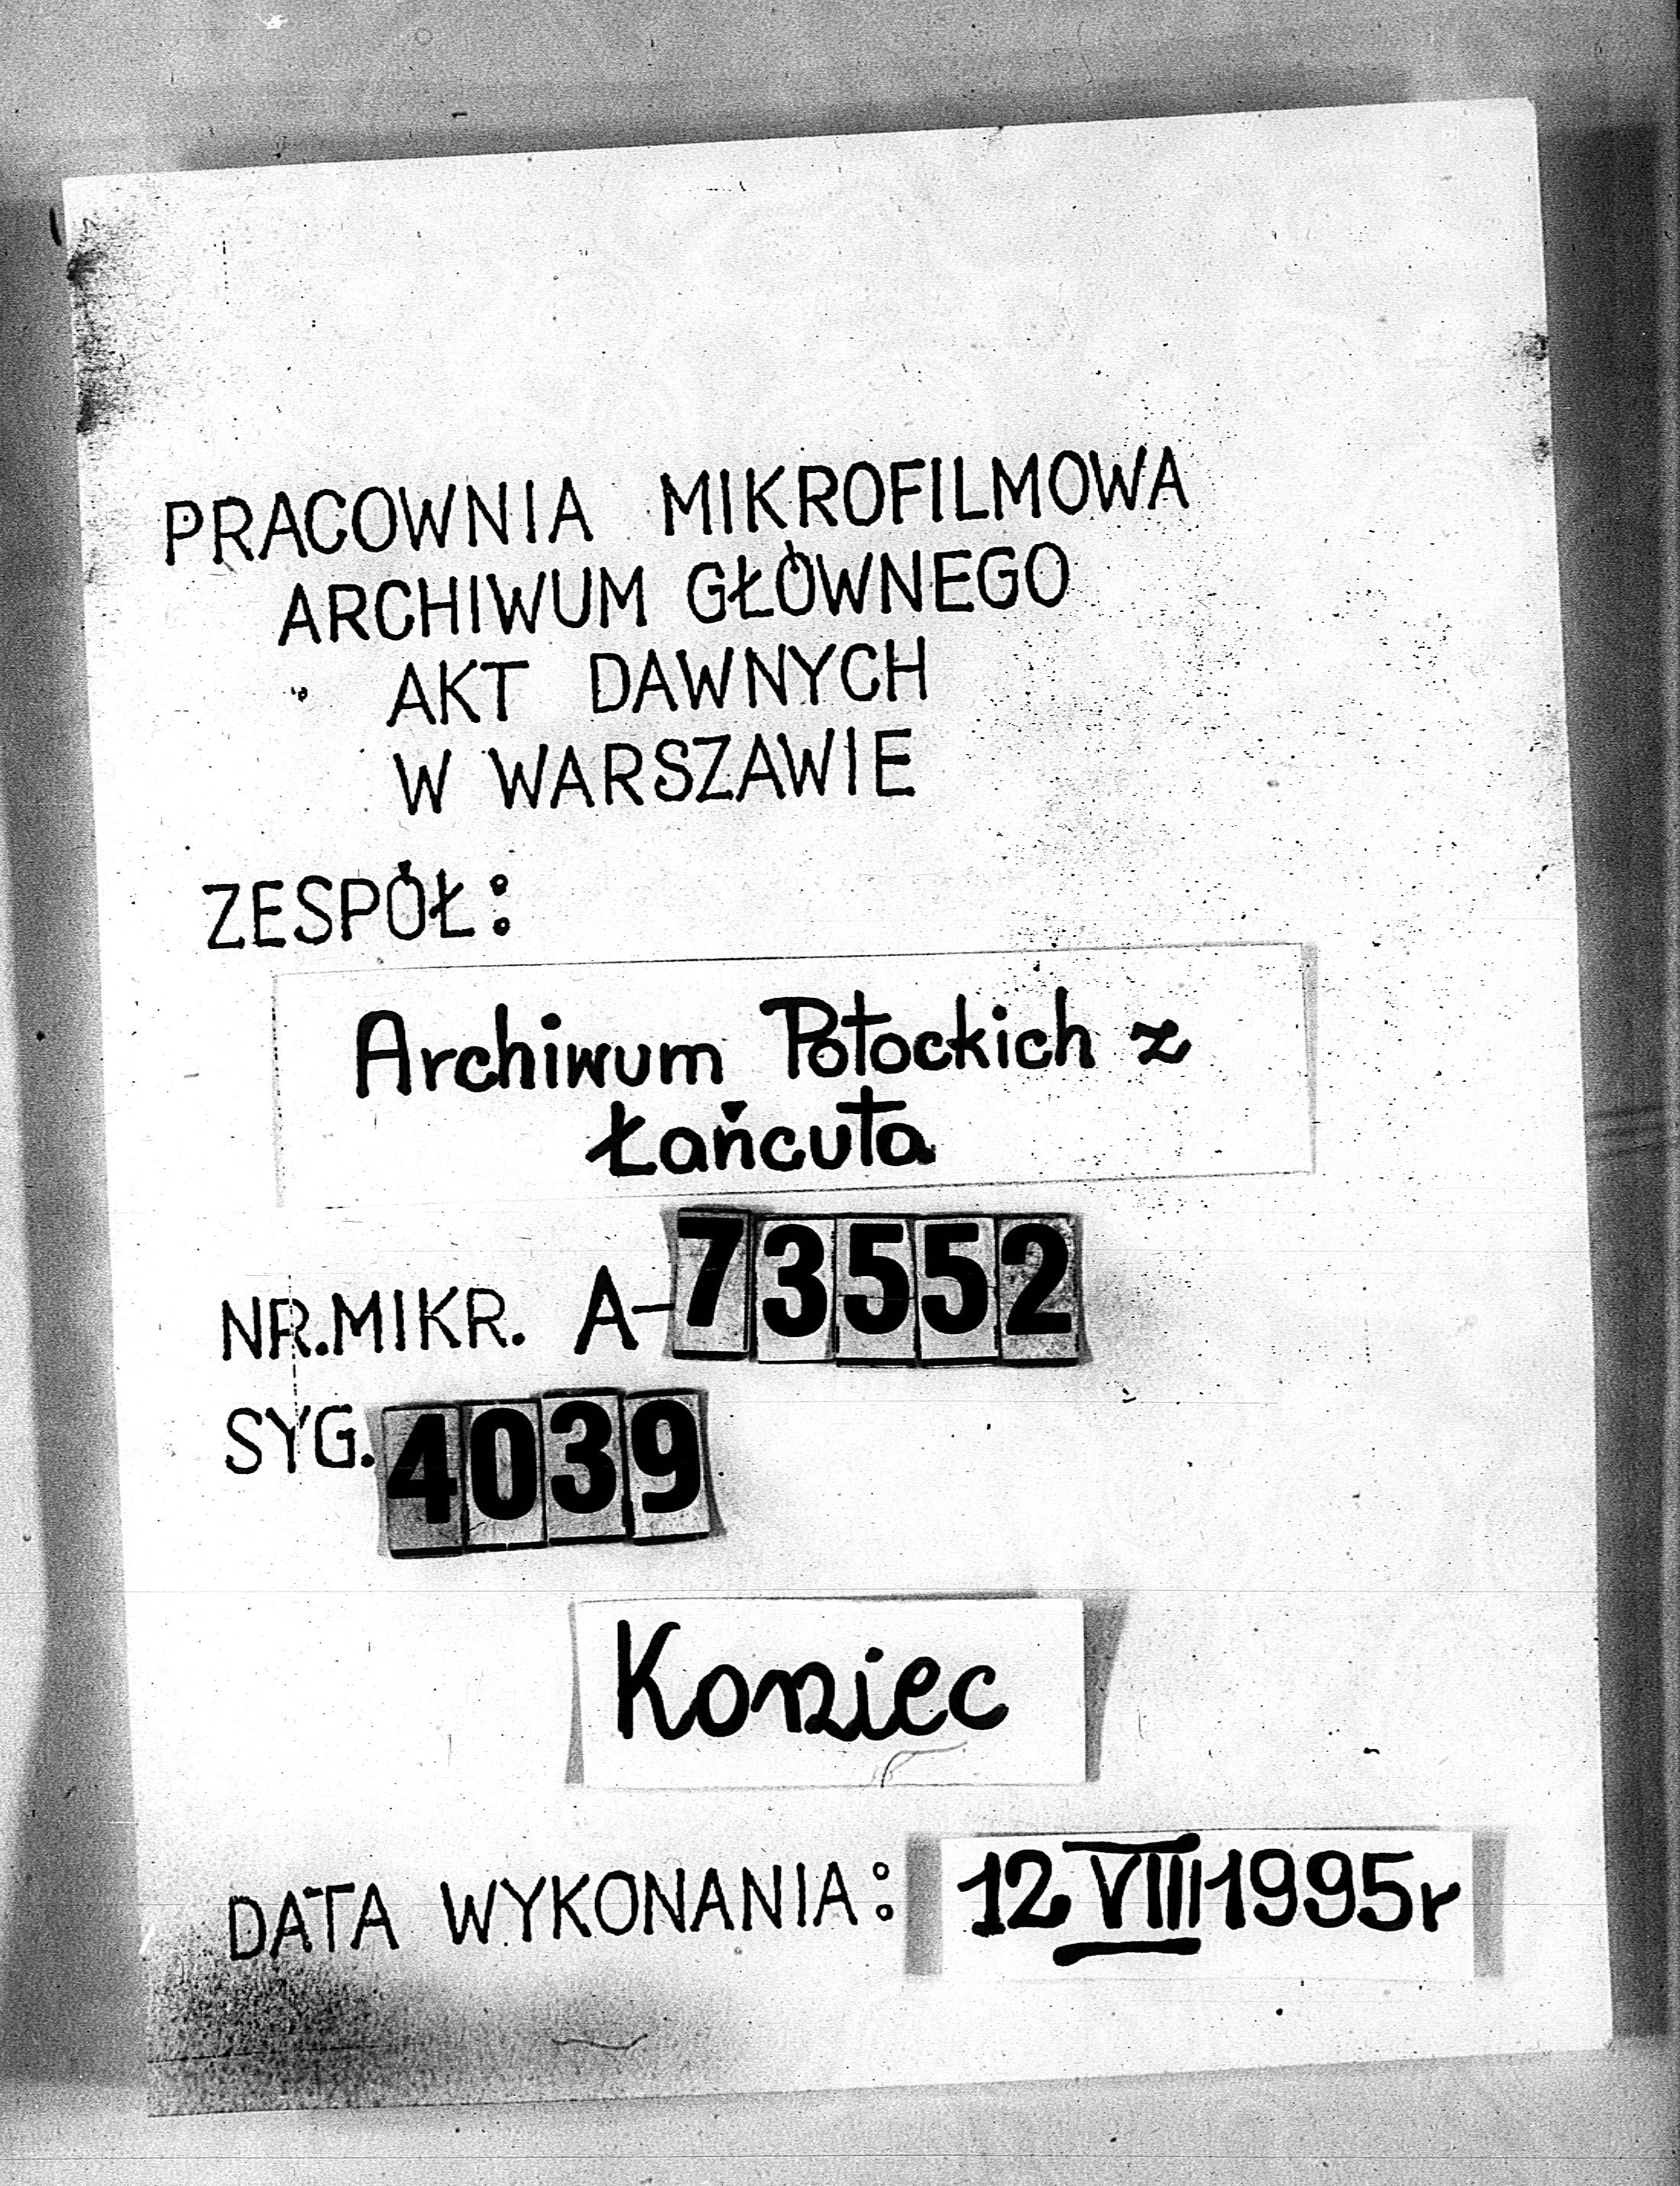 PRACOWNIA MIKROFILMOWA
ARCHIWUM GŁÓWNEGO
AKT DAWNYCH
W WARSZAWIE
ZESPÓŁ:
Archiwum Potockich z
Łańcuta
NR.MIKR. A-73552
SYG. 4039
Koniec
DATA WYKONANIA: 12 VIII 1995r